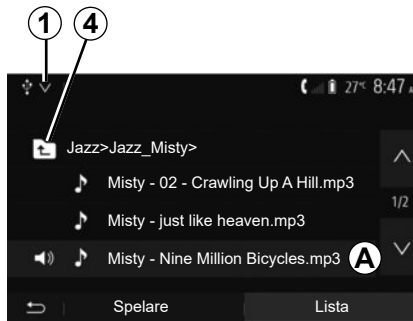 1 4
27°C 8:47
Jazz>Jazz_Misty>
Misty - 02 - Crawling Up A Hill.mp3
1/2
Misty - just like heaven.mp3
Misty - Nine Million Bicycles.mp3 A
Spelare Lista